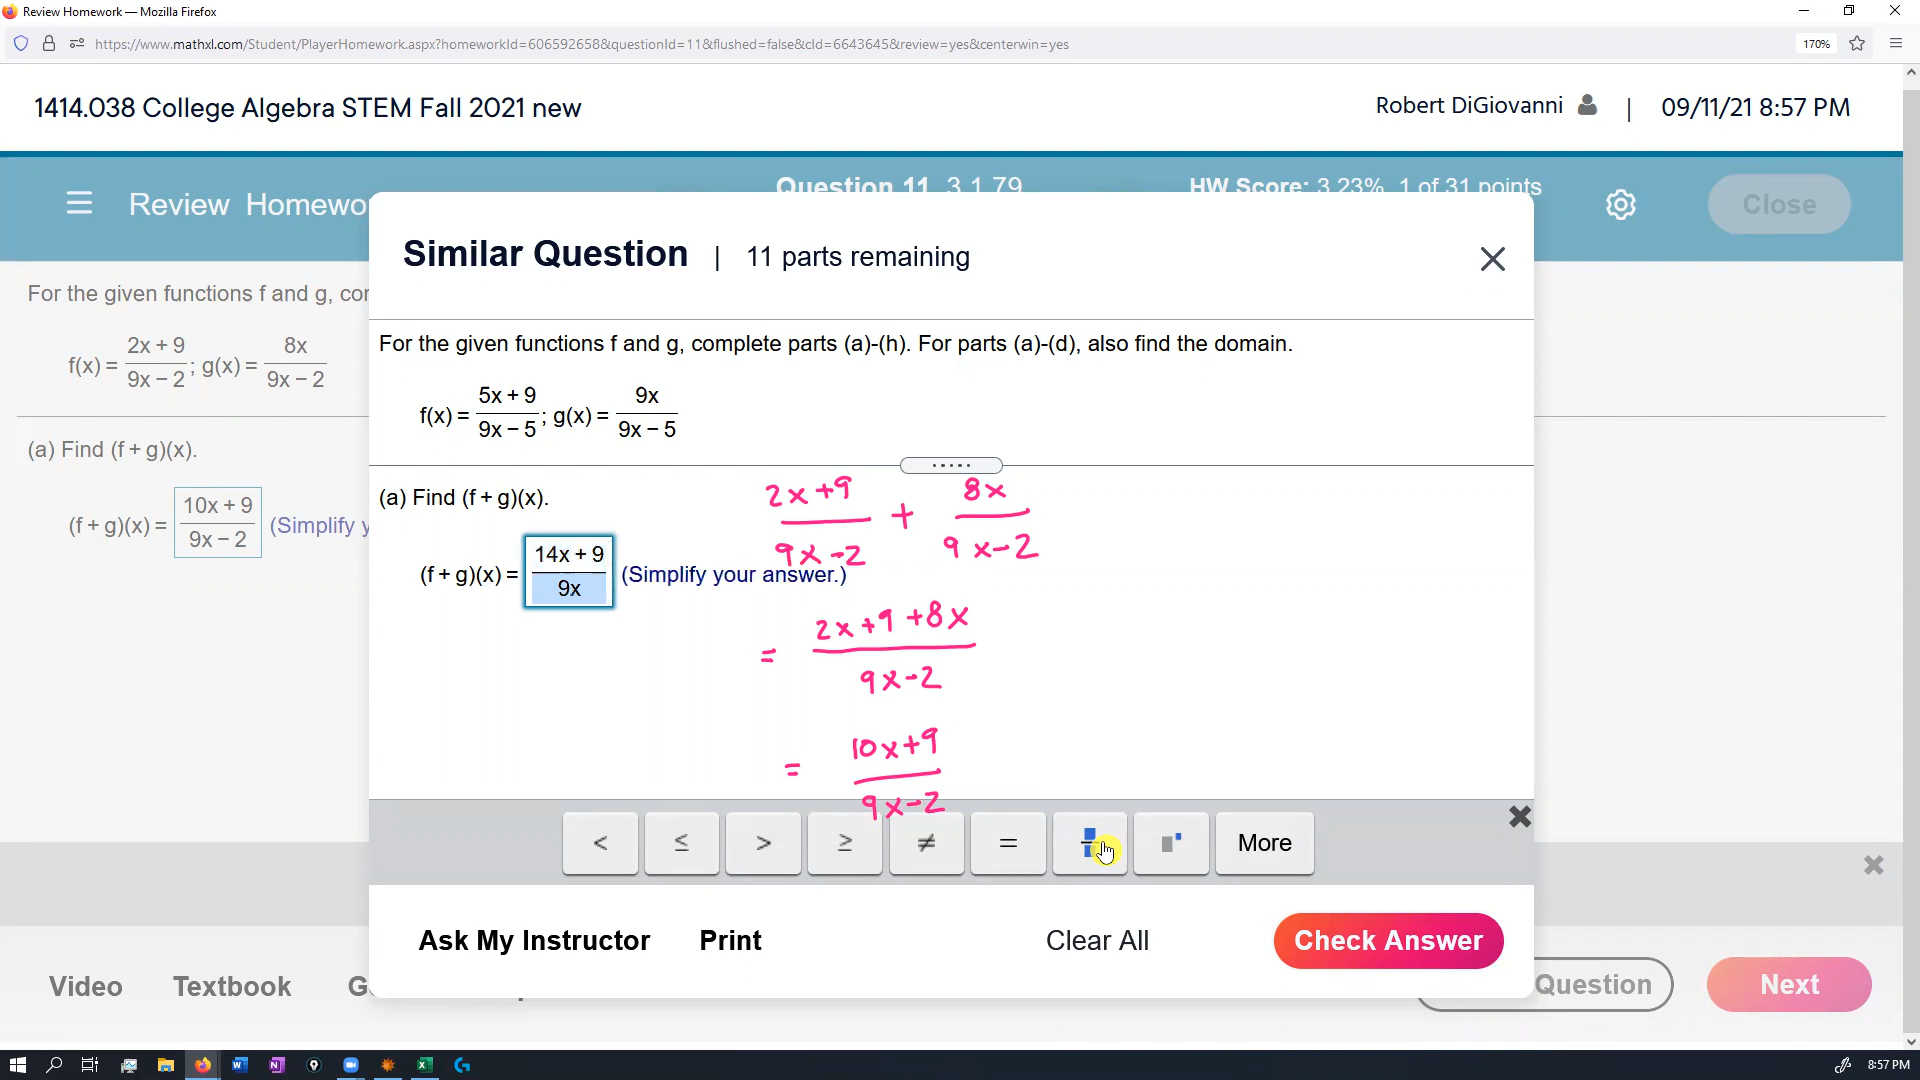 Review Homework — Mozilla Firefox
https://www.mathxl.com/Student/PlayerHomework.aspx?homeworkId=606592658&questionId=11&flushed=false&cId=6643645&review=yes&centerwin=yes
170%
1414.038 College Algebra STEM Fall 2021 new
Robert DiGiovanni | 09/11/21 8:57 PM
Review Homewo
Question 11, 3.1.79
HW Score: 3.23%, 1 of 31 points
Close
Similar Question | 11 parts remaining
For the given functions f and g, co
f(x) = (2x + 9)/(9x − 2); g(x) = 8x/(9x − 2)
(a) Find (f + g)(x).
(f + g)(x) = (10x + 9)/(9x − 2) (Simplify y
For the given functions f and g, complete parts (a)-(h). For parts (a)-(d), also find the domain.
f(x) = (5x + 9)/(9x − 5); g(x) = 9x/(9x − 5)
(a) Find (f + g)(x).
(f + g)(x) = (14x + 9)/(9x) (Simplify your answer.)
(2x + 9)/(9x - 2) + 8x/(9x - 2)
= (2x + 9 + 8x)/(9x - 2)
= (10x + 9)/(9x - 2)
< ≤ > ≥ ≠ = More
Ask My Instructor Print Clear All Check Answer
Video Textbook G Question Next
8:57 PM